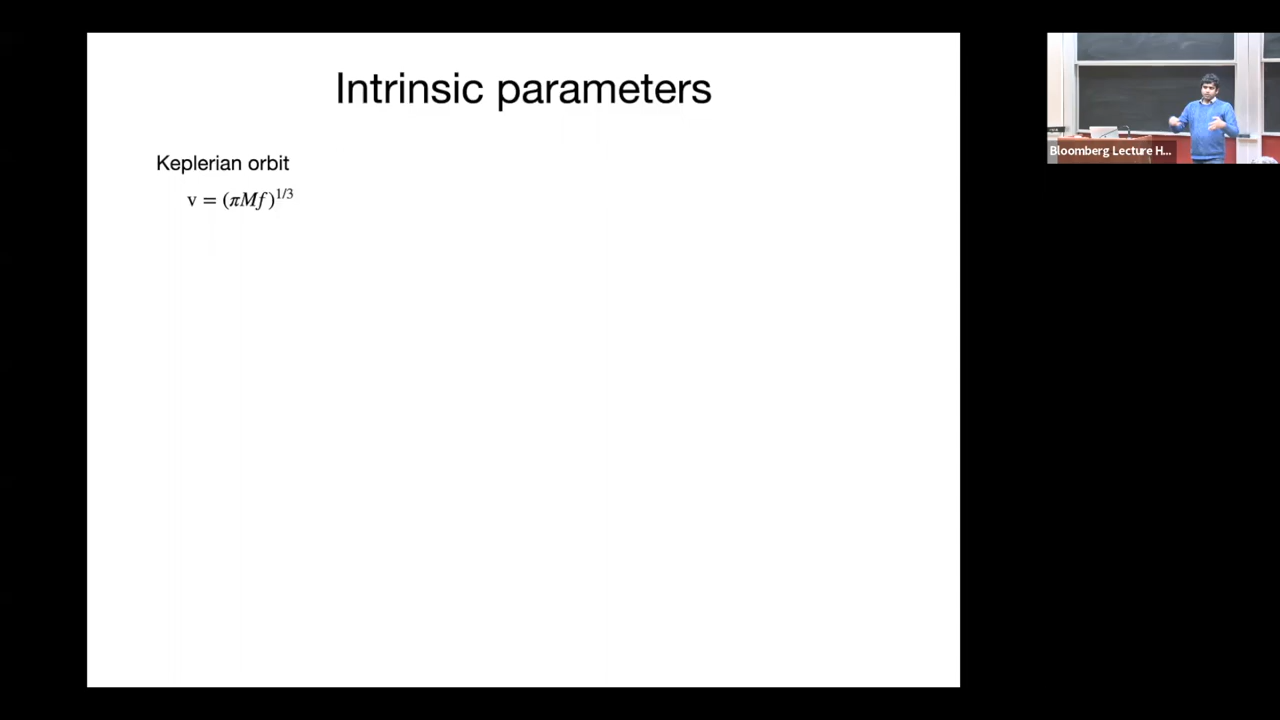 Intrinsic parameters
Keplerian orbit
v = (πMf)^{1/3}
Bloomberg Lecture H...